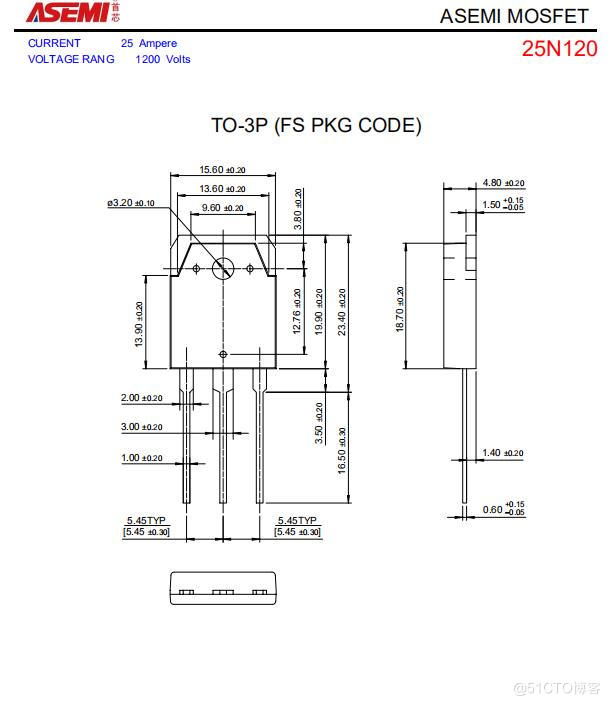 ASEMI 首芯
ASEMI MOSFET
CURRENT 25 Ampere
25N120
VOLTAGE RANG 1200 Volts
TO-3P (FS PKG CODE)
15.60 ±0.20
4.80 ±0.20
13.60 ±0.20
ø3.20 ±0.10
9.60 ±0.20
3.80 ±0.20
1.50 +0.15 -0.05
13.90 ±0.20
12.76 ±0.20
19.90 ±0.20
23.40 ±0.20
18.70 ±0.20
2.00 ±0.20
3.00 ±0.20
3.50 ±0.20
16.50 ±0.30
1.00 ±0.20
1.40 ±0.20
0.60 +0.15 -0.05
5.45TYP
[5.45 ±0.30]
5.45TYP
[5.45 ±0.30]
@51CTO博客